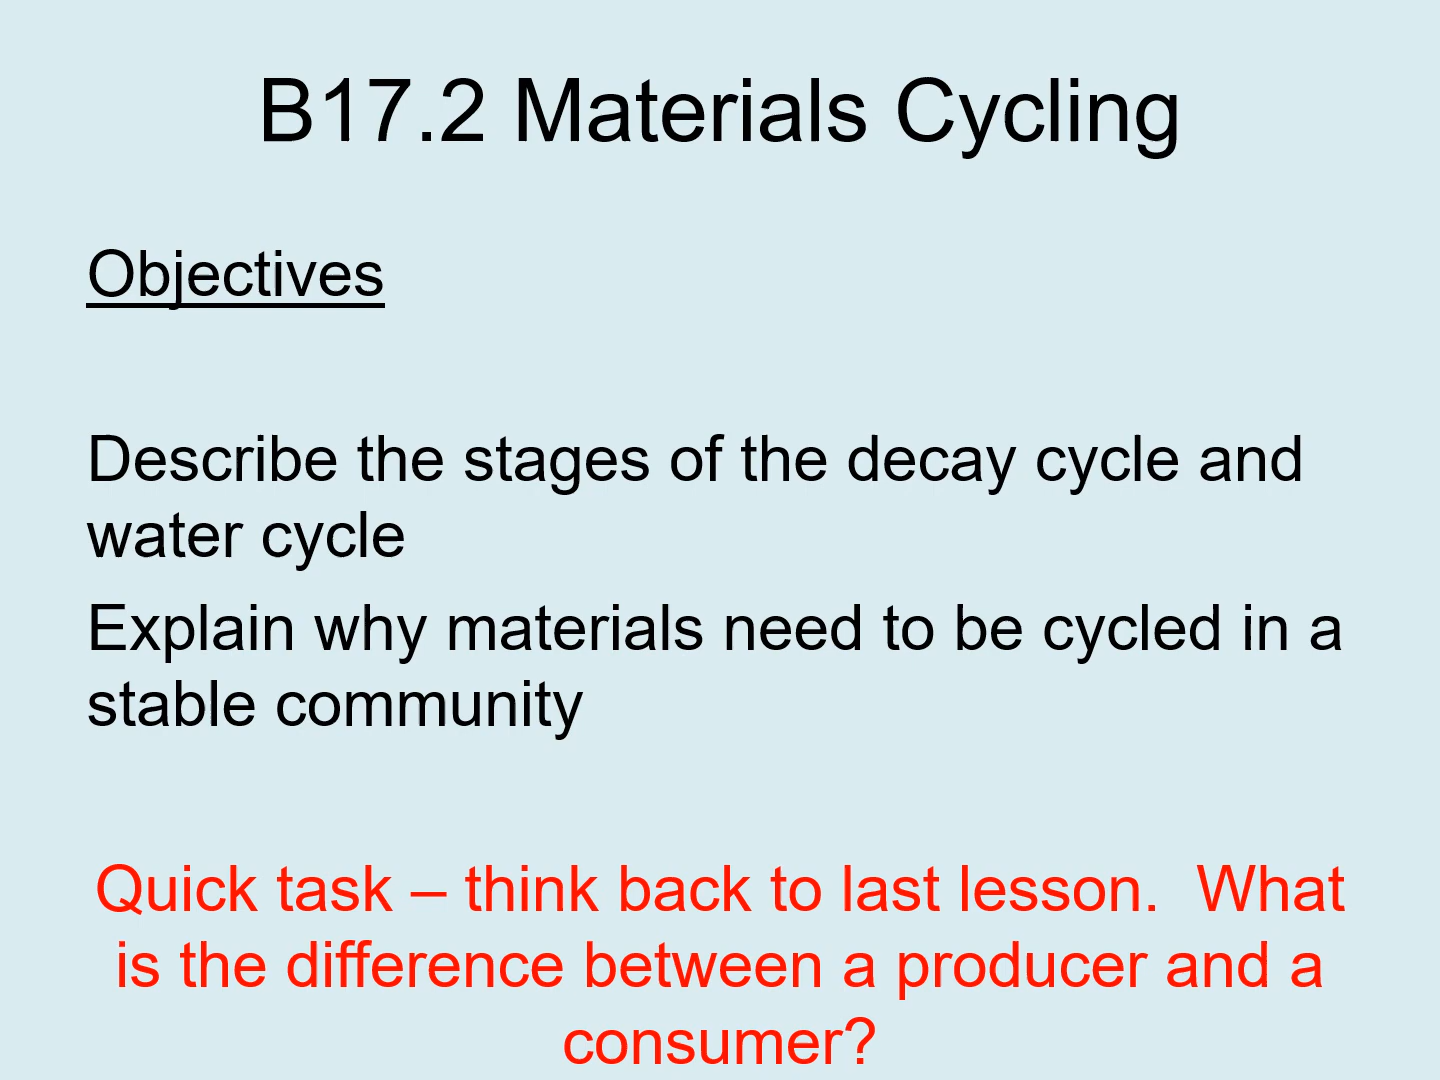 B17.2 Materials Cycling
Objectives
Describe the stages of the decay cycle and
water cycle
Explain why materials need to be cycled in a
stable community
Quick task – think back to last lesson.  What
is the difference between a producer and a
consumer?